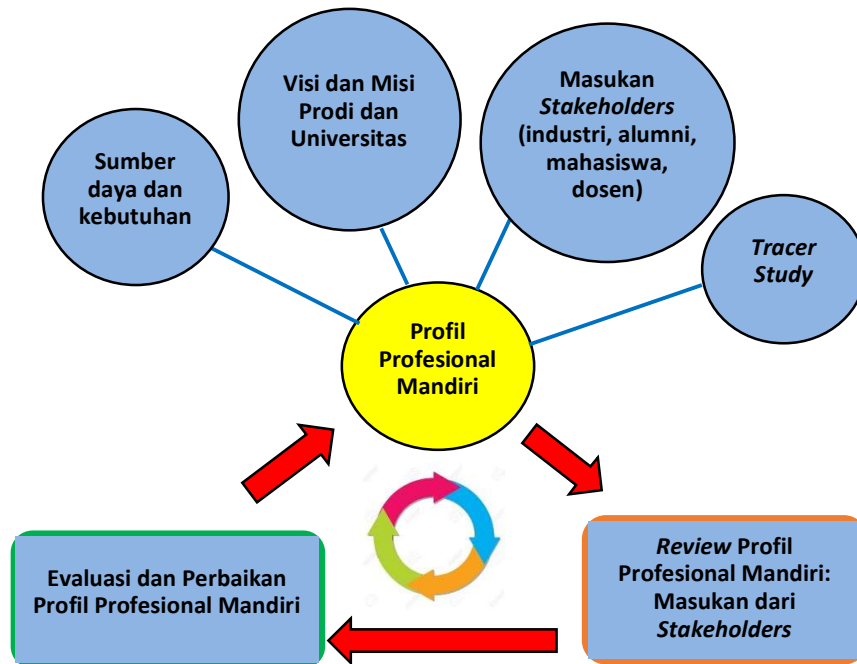 Visi dan Misi
Prodi dan
Universitas
Masukan
Stakeholders
(industri, alumni,
mahasiswa,
dosen)
Sumber
daya dan
kebutuhan
Tracer
Study
Profil
Profesional
Mandiri
Evaluasi dan Perbaikan
Profil Profesional Mandiri
Review Profil
Profesional Mandiri:
Masukan dari
Stakeholders